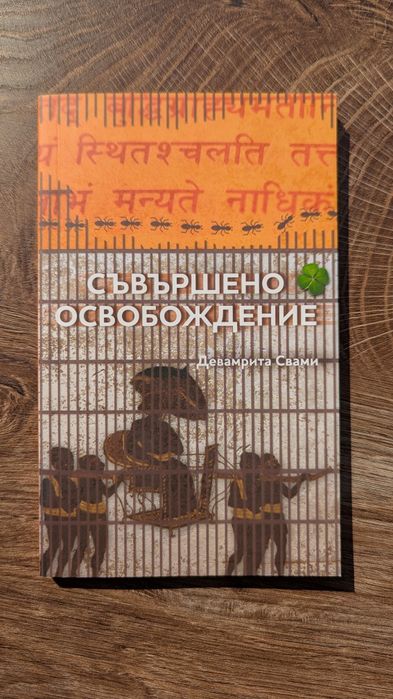 स्थितश्चलति तत्त
मन्यते नाधिकं
СЪВЪРШЕНО
ОСВОБОЖДЕНИЕ
Девамрита Свами